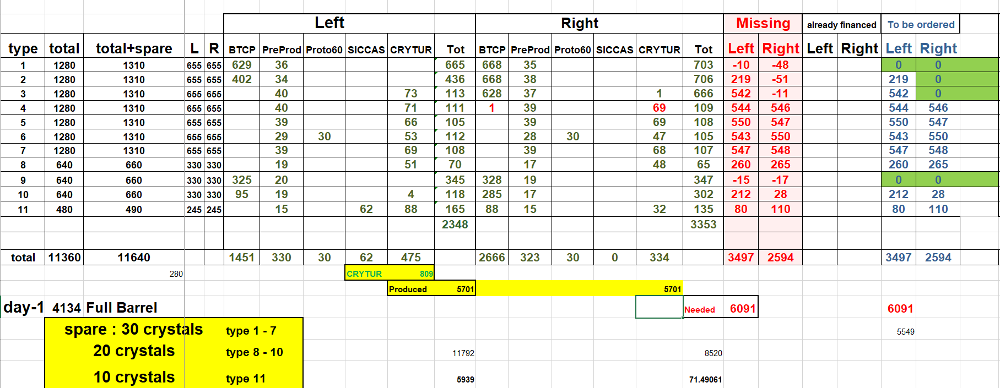 Left Right Missing already financed To be ordered
type total total+spare L R BTCP PreProd Proto60 SICCAS CRYTUR Tot BTCP PreProd Proto60 SICCAS CRYTUR Tot Left Right Left Right Left Right
1 1280 1310 655 655 629 36 665 668 35 703 -10 -48 0 0
2 1280 1310 655 655 402 34 436 668 38 706 219 -51 219 0
3 1280 1310 655 655 40 73 113 628 37 1 666 542 -11 542 0
4 1280 1310 655 655 40 71 111 1 39 69 109 544 546 544 546
5 1280 1310 655 655 39 66 105 39 69 108 550 547 550 547
6 1280 1310 655 655 29 30 53 112 28 30 47 105 543 550 543 550
7 1280 1310 655 655 39 69 108 39 68 107 547 548 547 548
8 640 660 330 330 19 51 70 17 48 65 260 265 260 265
9 640 660 330 330 325 20 345 328 19 347 -15 -17 0 0
10 640 660 330 330 95 19 4 118 285 17 302 212 28 212 28
11 480 490 245 245 15 62 88 165 88 15 32 135 80 110 80 110
2348 3353
total 11360 11640 1451 330 30 62 475 2666 323 30 0 334 3497 2594 3497 2594
280 CRYTUR 809
Produced 5701 5701
day-1 4134 Full Barrel Needed 6091 6091
spare : 30 crystals type 1 - 7 5549
20 crystals type 8 - 10 11792 8520
10 crystals type 11 5939 71.49061